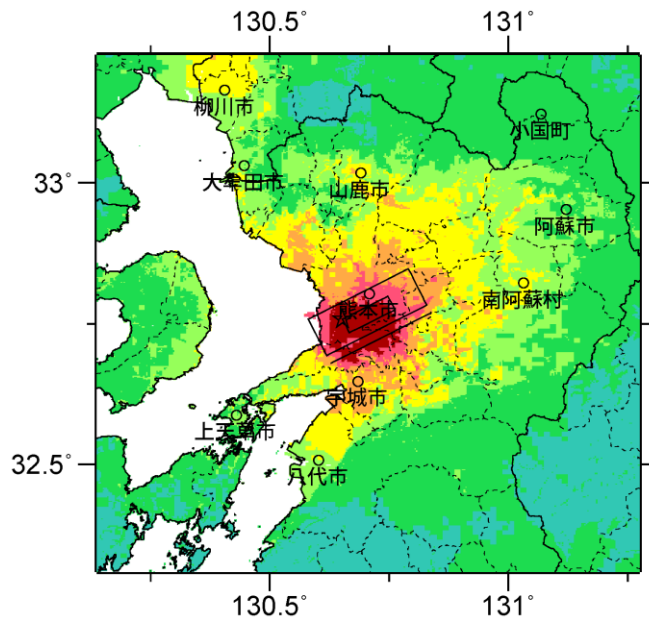 130.5° 131°
柳川市
小国町
大牟田市
33°
山鹿市
阿蘇市
南阿蘇村
熊本市
宇城市
上天草市
32.5°
八代市
130.5° 131°